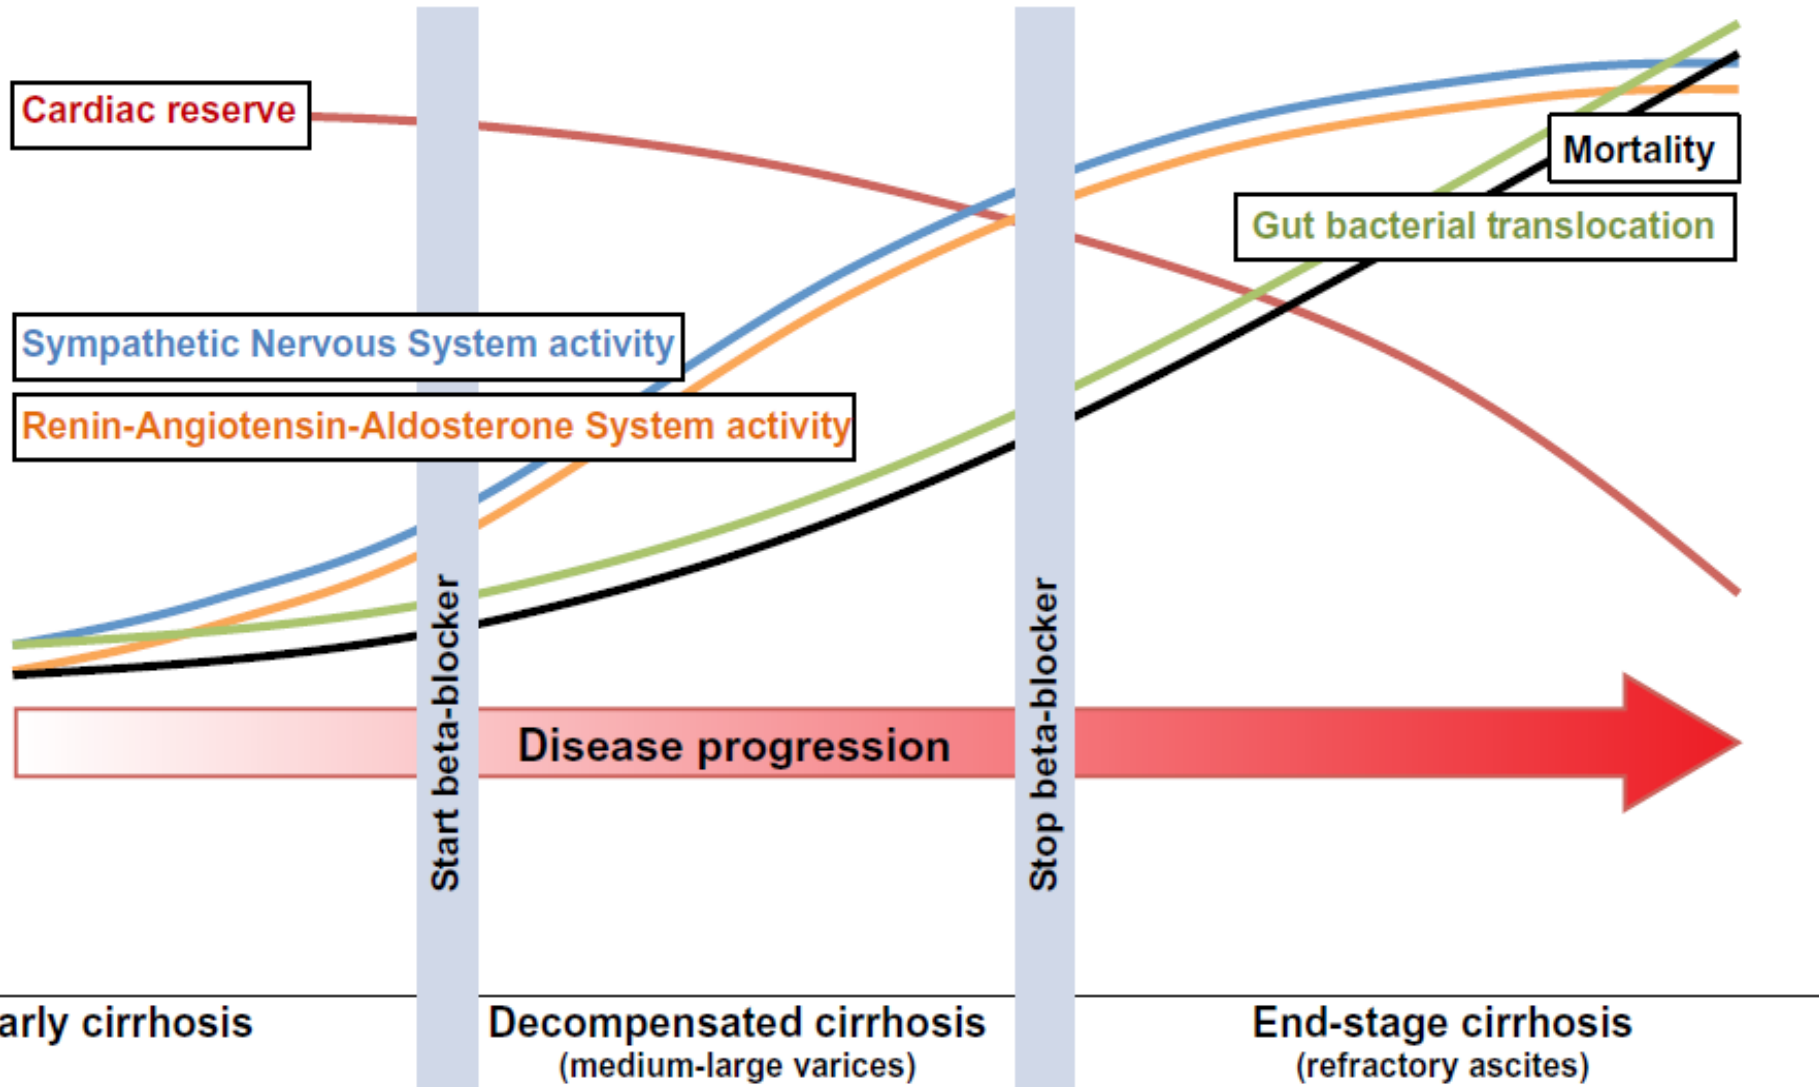 Cardiac reserve
Mortality
Gut bacterial translocation
Sympathetic Nervous System activity
Renin-Angiotensin-Aldosterone System activity
Start beta-blocker
Stop beta-blocker
Disease progression
arly cirrhosis
Decompensated cirrhosis
(medium-large varices)
End-stage cirrhosis
(refractory ascites)